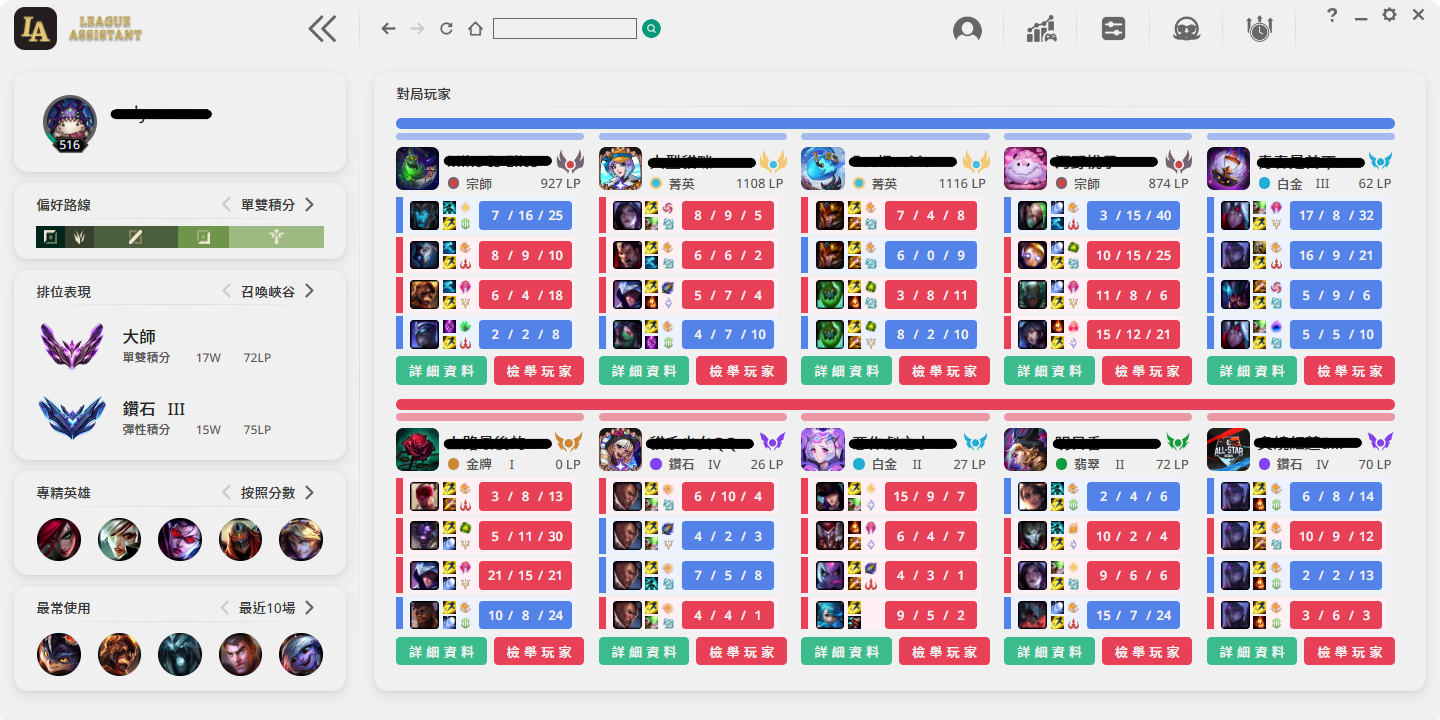 LA
LEAGUE
ASSISTANT
?
516
偏好路線 單雙積分
排位表現 召喚峽谷
大師
單雙積分 17W 72LP
鑽石 III
彈性積分 15W 75LP
專精英雄 按照分數
最常使用 最近10場
對局玩家
宗師 927 LP
菁英 1108 LP
菁英 1116 LP
宗師 874 LP
白金 III 62 LP
7 / 16 / 25
8 / 9 / 5
7 / 4 / 8
3 / 15 / 40
17 / 8 / 32
8 / 9 / 10
6 / 6 / 2
6 / 0 / 9
10 / 15 / 25
16 / 9 / 21
6 / 4 / 18
5 / 7 / 4
3 / 8 / 11
11 / 8 / 6
5 / 9 / 6
2 / 2 / 8
4 / 7 / 10
8 / 2 / 10
15 / 12 / 21
5 / 5 / 10
詳細資料 檢舉玩家
詳細資料 檢舉玩家
詳細資料 檢舉玩家
詳細資料 檢舉玩家
詳細資料 檢舉玩家
金牌 I 0 LP
鑽石 IV 26 LP
白金 II 27 LP
翡翠 II 72 LP
ALL-STAR
鑽石 IV 70 LP
3 / 8 / 13
6 / 10 / 4
15 / 9 / 7
2 / 4 / 6
6 / 8 / 14
5 / 11 / 30
4 / 2 / 3
6 / 4 / 7
10 / 2 / 4
10 / 9 / 12
21 / 15 / 21
7 / 5 / 8
4 / 3 / 1
9 / 6 / 6
2 / 2 / 13
10 / 8 / 24
4 / 4 / 1
9 / 5 / 2
15 / 7 / 24
3 / 6 / 3
詳細資料 檢舉玩家
詳細資料 檢舉玩家
詳細資料 檢舉玩家
詳細資料 檢舉玩家
詳細資料 檢舉玩家